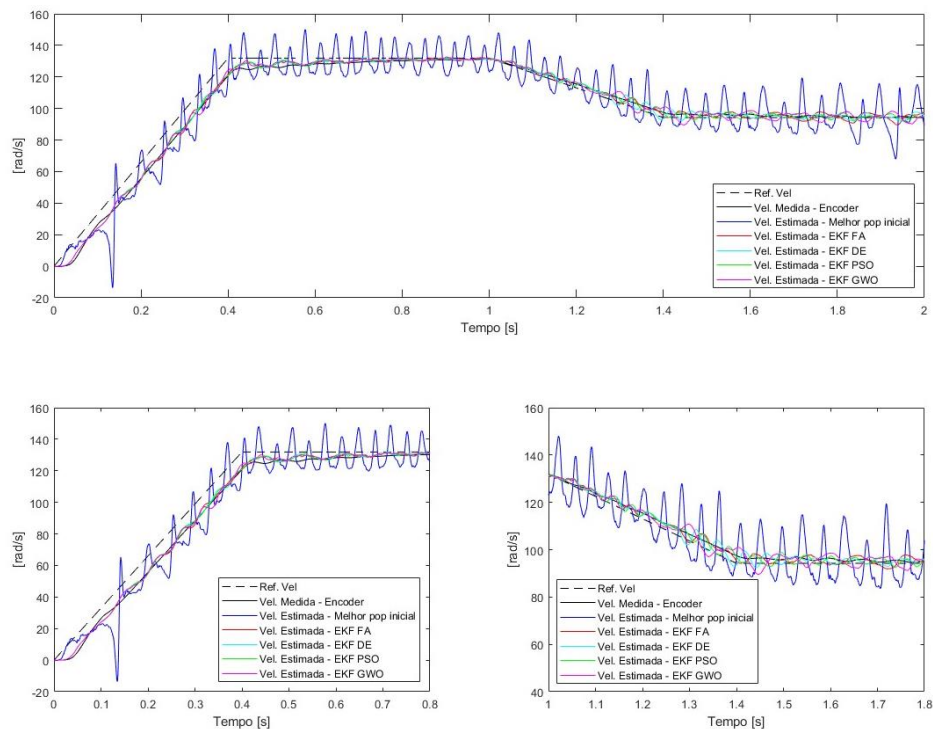 160
140
120
100
80
60
40
20
0
-20
[rad/s]
0 0.2 0.4 0.6 0.8 1 1.2 1.4 1.6 1.8 2
Tempo [s]
Ref. Vel
Vel. Medida - Encoder
Vel. Estimada - Melhor pop inicial
Vel. Estimada - EKF FA
Vel. Estimada - EKF DE
Vel. Estimada - EKF PSO
Vel. Estimada - EKF GWO
160
140
120
100
80
60
40
20
0
-20
[rad/s]
0 0.1 0.2 0.3 0.4 0.5 0.6 0.7 0.8
Tempo [s]
Ref. Vel
Vel. Medida - Encoder
Vel. Estimada - Melhor pop inicial
Vel. Estimada - EKF FA
Vel. Estimada - EKF DE
Vel. Estimada - EKF PSO
Vel. Estimada - EKF GWO
160
140
120
100
80
60
40
[rad/s]
1 1.1 1.2 1.3 1.4 1.5 1.6 1.7 1.8
Tempo [s]
Ref. Vel
Vel. Medida - Encoder
Vel. Estimada - Melhor pop inicial
Vel. Estimada - EKF FA
Vel. Estimada - EKF DE
Vel. Estimada - EKF PSO
Vel. Estimada - EKF GWO